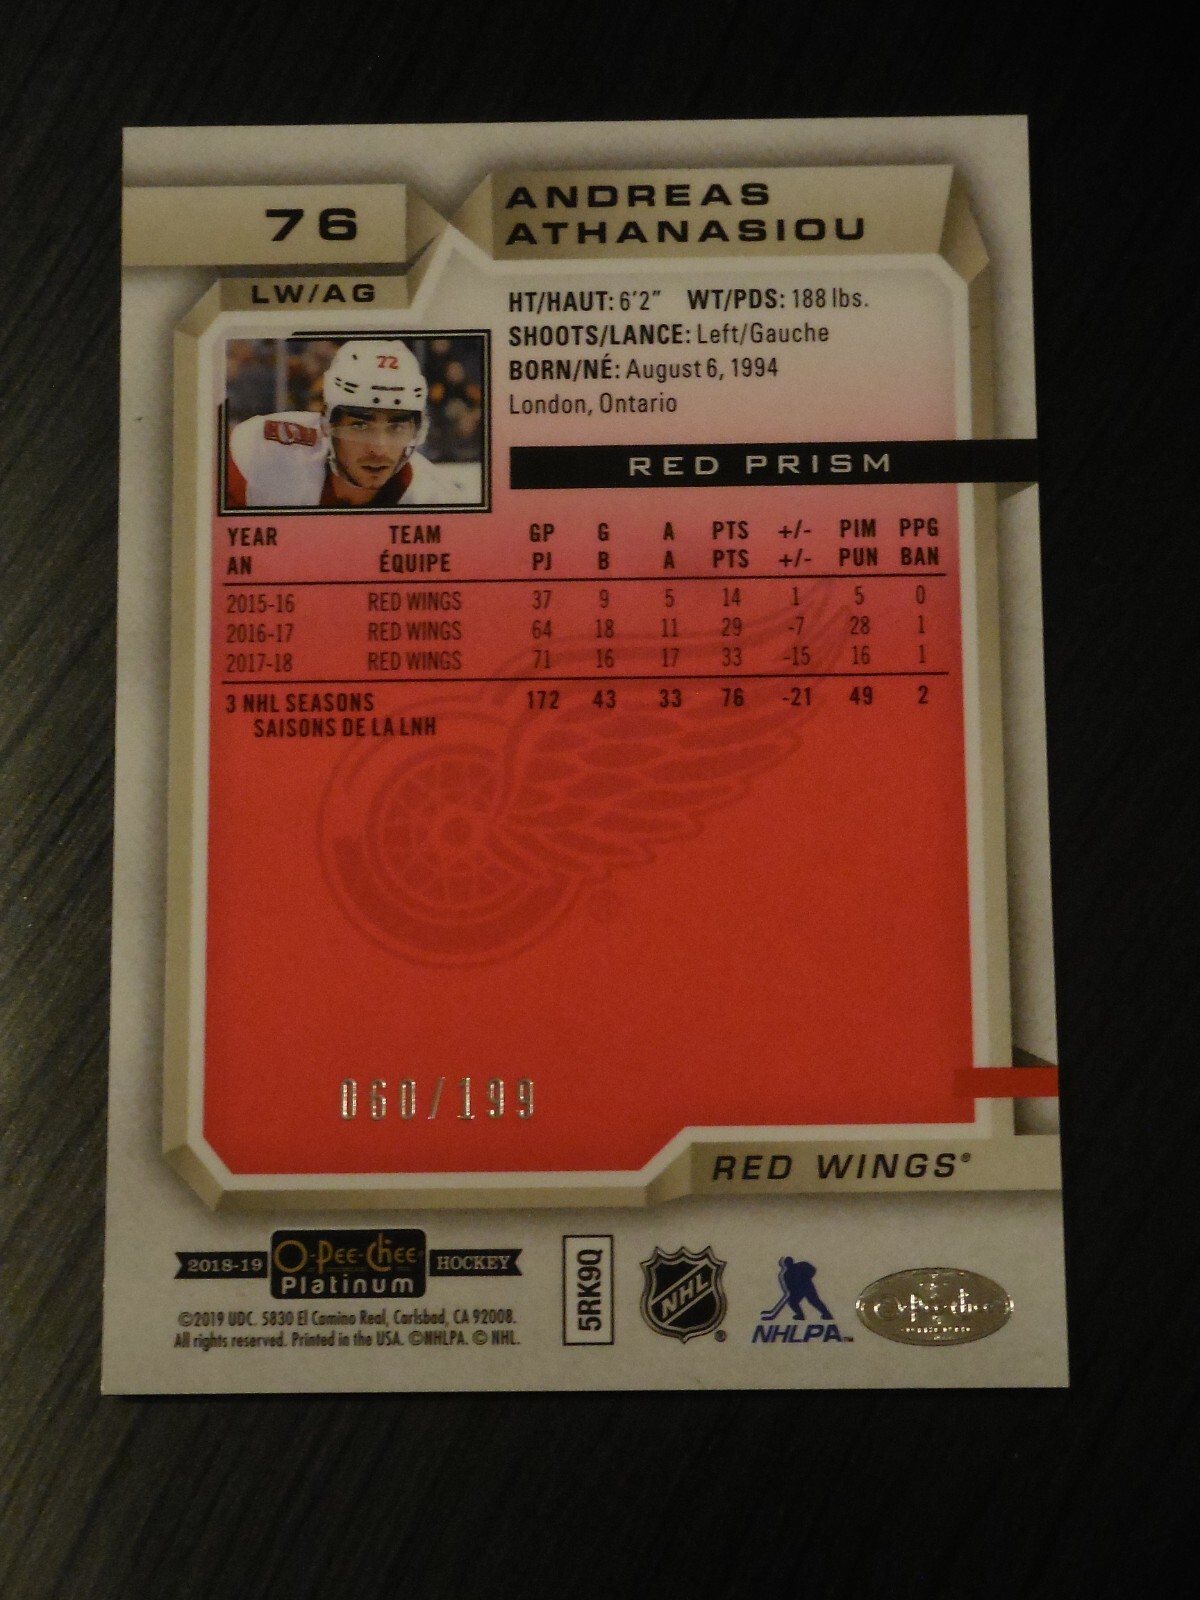 76
ANDREAS
ATHANASIOU
LW/AG
HT/HAUT: 6'2" WT/PDS: 188 lbs.
SHOOTS/LANCE: Left/Gauche
BORN/NÉ: August 6, 1994
London, Ontario
72
RED PRISM
YEAR TEAM GP G A PTS +/- PIM PPG
AN ÉQUIPE PJ B A PTS +/- PUN BAN
2015-16 RED WINGS 37 9 5 14 1 5 0
2016-17 RED WINGS 64 18 11 29 -7 28 1
2017-18 RED WINGS 71 16 17 33 -15 16 1
3 NHL SEASONS 172 43 33 76 -21 49 2
SAISONS DE LA LNH
060/199
RED WINGS®
2018-19 O-Pee-Chee Platinum HOCKEY
©2019 UDC. 5830 El Camino Real, Carlsbad, CA 92008.
All rights reserved. Printed in the USA. ©NHLPA. © NHL.
5RK9Q
NHL®
NHLPA™